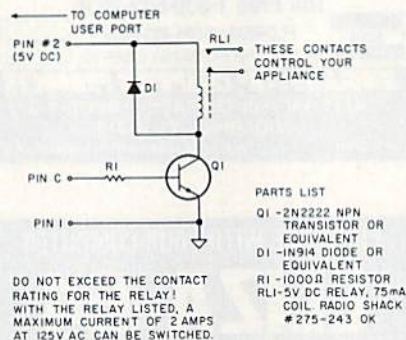 TO COMPUTER
USER PORT
PIN #2
(5V DC)
RL1
THESE CONTACTS
CONTROL YOUR
APPLIANCE
D1
Q1
R1
PIN C
PIN 1
PARTS LIST
Q1 -2N2222 NPN
TRANSISTOR OR
EQUIVALENT
D1 -1N914 DIODE OR
EQUIVALENT
R1 -1000Ω RESISTOR
RL1-5V DC RELAY, 75mA
COIL. RADIO SHACK
#275-243 OK
DO NOT EXCEED THE CONTACT
RATING FOR THE RELAY!
WITH THE RELAY LISTED, A
MAXIMUM CURRENT OF 2 AMPS
AT 125V AC CAN BE SWITCHED.